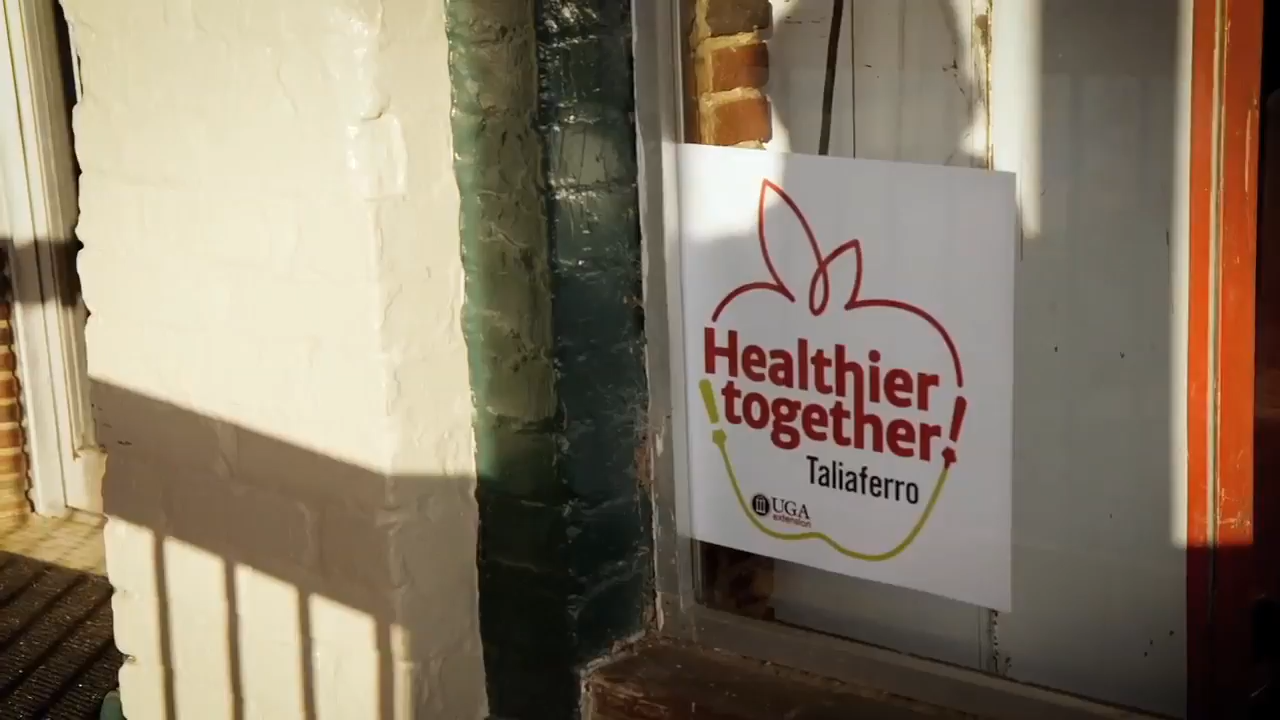 Healthier
together!
Taliaferro
UGA
extension